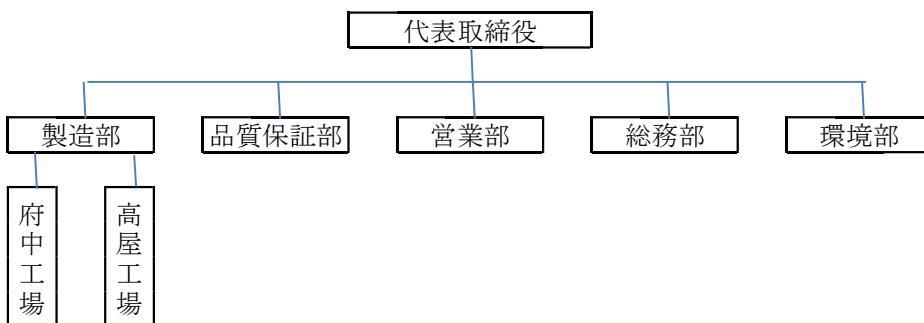 代表取締役
製造部
品質保証部
営業部
総務部
環境部
府中工場
高屋工場